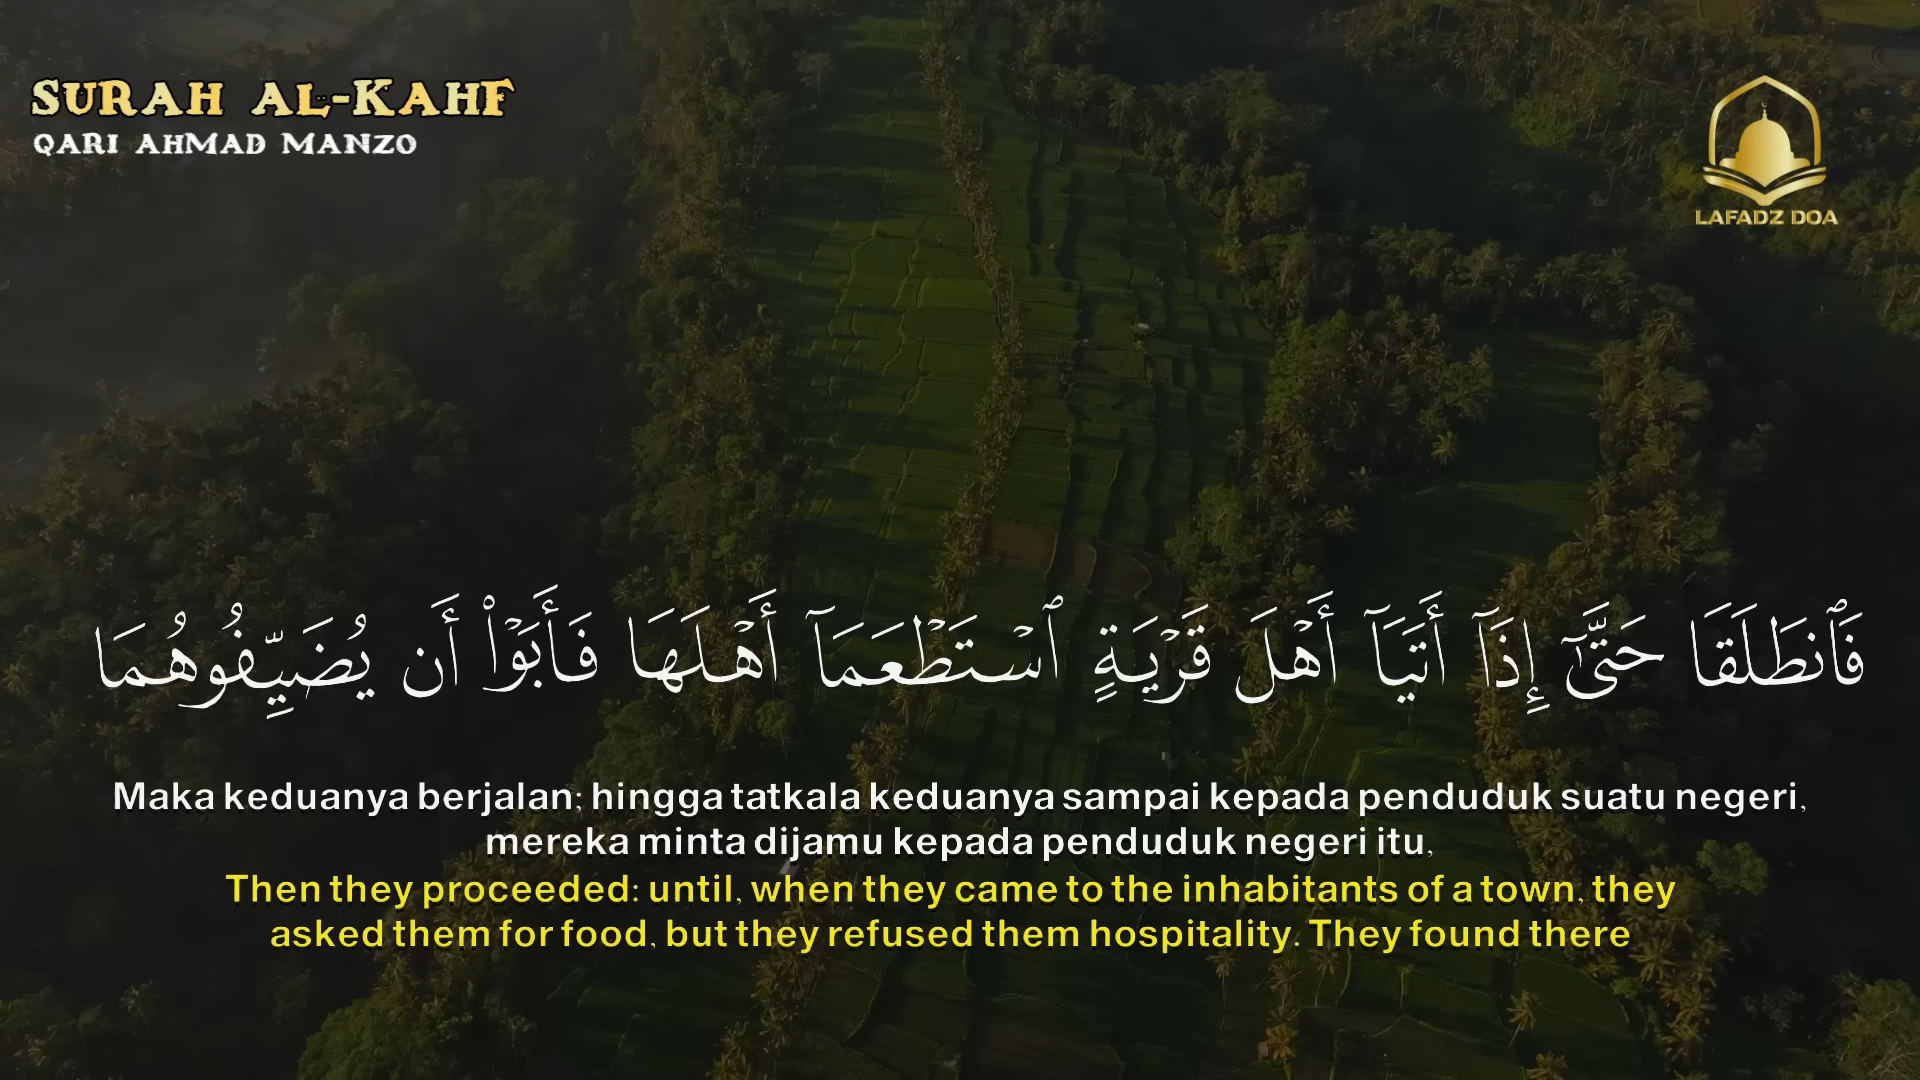 SURAH AL-KAHF
QARI AHMAD MANZO
LAFADZ DOA
فَٱنطَلَقَا حَتَّىٰٓ إِذَآ أَتَيَآ أَهْلَ قَرْيَةٍ ٱسْتَطْعَمَآ أَهْلَهَا فَأَبَوْا۟ أَن يُضَيِّفُوهُمَا
Maka keduanya berjalan; hingga tatkala keduanya sampai kepada penduduk suatu negeri,
mereka minta dijamu kepada penduduk negeri itu,
Then they proceeded: until, when they came to the inhabitants of a town, they
asked them for food, but they refused them hospitality. They found there